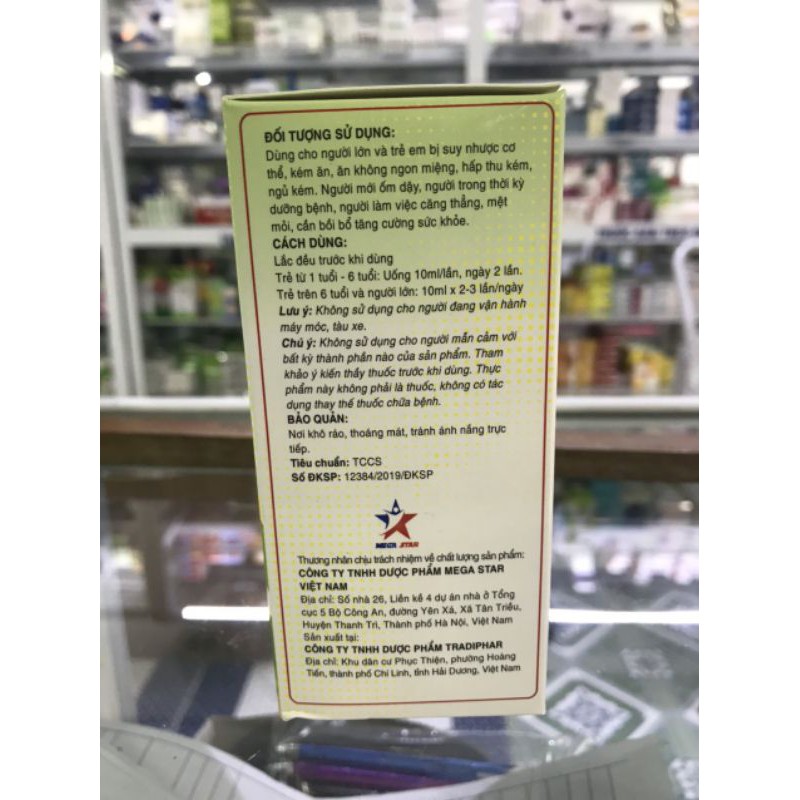 ĐỐI TƯỢNG SỬ DỤNG:
Dùng cho người lớn và trẻ em bị suy nhược cơ
thể, kém ăn, ăn không ngon miệng, hấp thu kém,
ngủ kém. Người mới ốm dậy, người trong thời kỳ
dưỡng bệnh, người làm việc căng thẳng, mệt
mỏi, cần bồi bổ tăng cường sức khỏe.
CÁCH DÙNG:
Lắc đều trước khi dùng
Trẻ từ 1 tuổi - 6 tuổi: Uống 10ml/lần, ngày 2 lần.
Trẻ trên 6 tuổi và người lớn: 10ml x 2-3 lần/ngày
Lưu ý: Không sử dụng cho người đang vận hành
máy móc, tàu xe.
Chú ý: Không sử dụng cho người mẫn cảm với
bất kỳ thành phần nào của sản phẩm. Tham
khảo ý kiến thầy thuốc trước khi dùng. Thực
phẩm này không phải là thuốc, không có tác
dụng thay thế thuốc chữa bệnh.
BẢO QUẢN:
Nơi khô ráo, thoáng mát, tránh ánh nắng trực
tiếp.
Tiêu chuẩn: TCCS
Số ĐKSP: 12384/2019/ĐKSP
MEGA STAR
Thương nhân chịu trách nhiệm về chất lượng sản phẩm:
CÔNG TY TNHH DƯỢC PHẨM MEGA STAR
VIỆT NAM
Địa chỉ: Số nhà 26, Liền kề 4 dự án nhà ở Tổng
cục 5 Bộ Công An, đường Yên Xá, Xã Tân Triều,
Huyện Thanh Trì, Thành phố Hà Nội, Việt Nam
Sản xuất tại:
CÔNG TY TNHH DƯỢC PHẨM TRADIPHAR
Địa chỉ: Khu dân cư Phục Thiện, phường Hoàng
Tiến, thành phố Chí Linh, tỉnh Hải Dương, Việt Nam